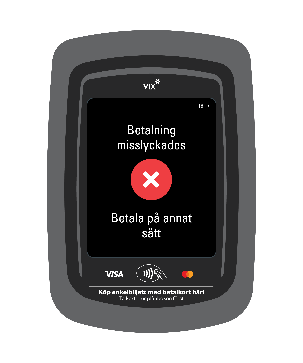 VIX
Betalning
misslyckades
Betala på annat
sätt
VISA
Köp enkelbiljett med betalkort här!